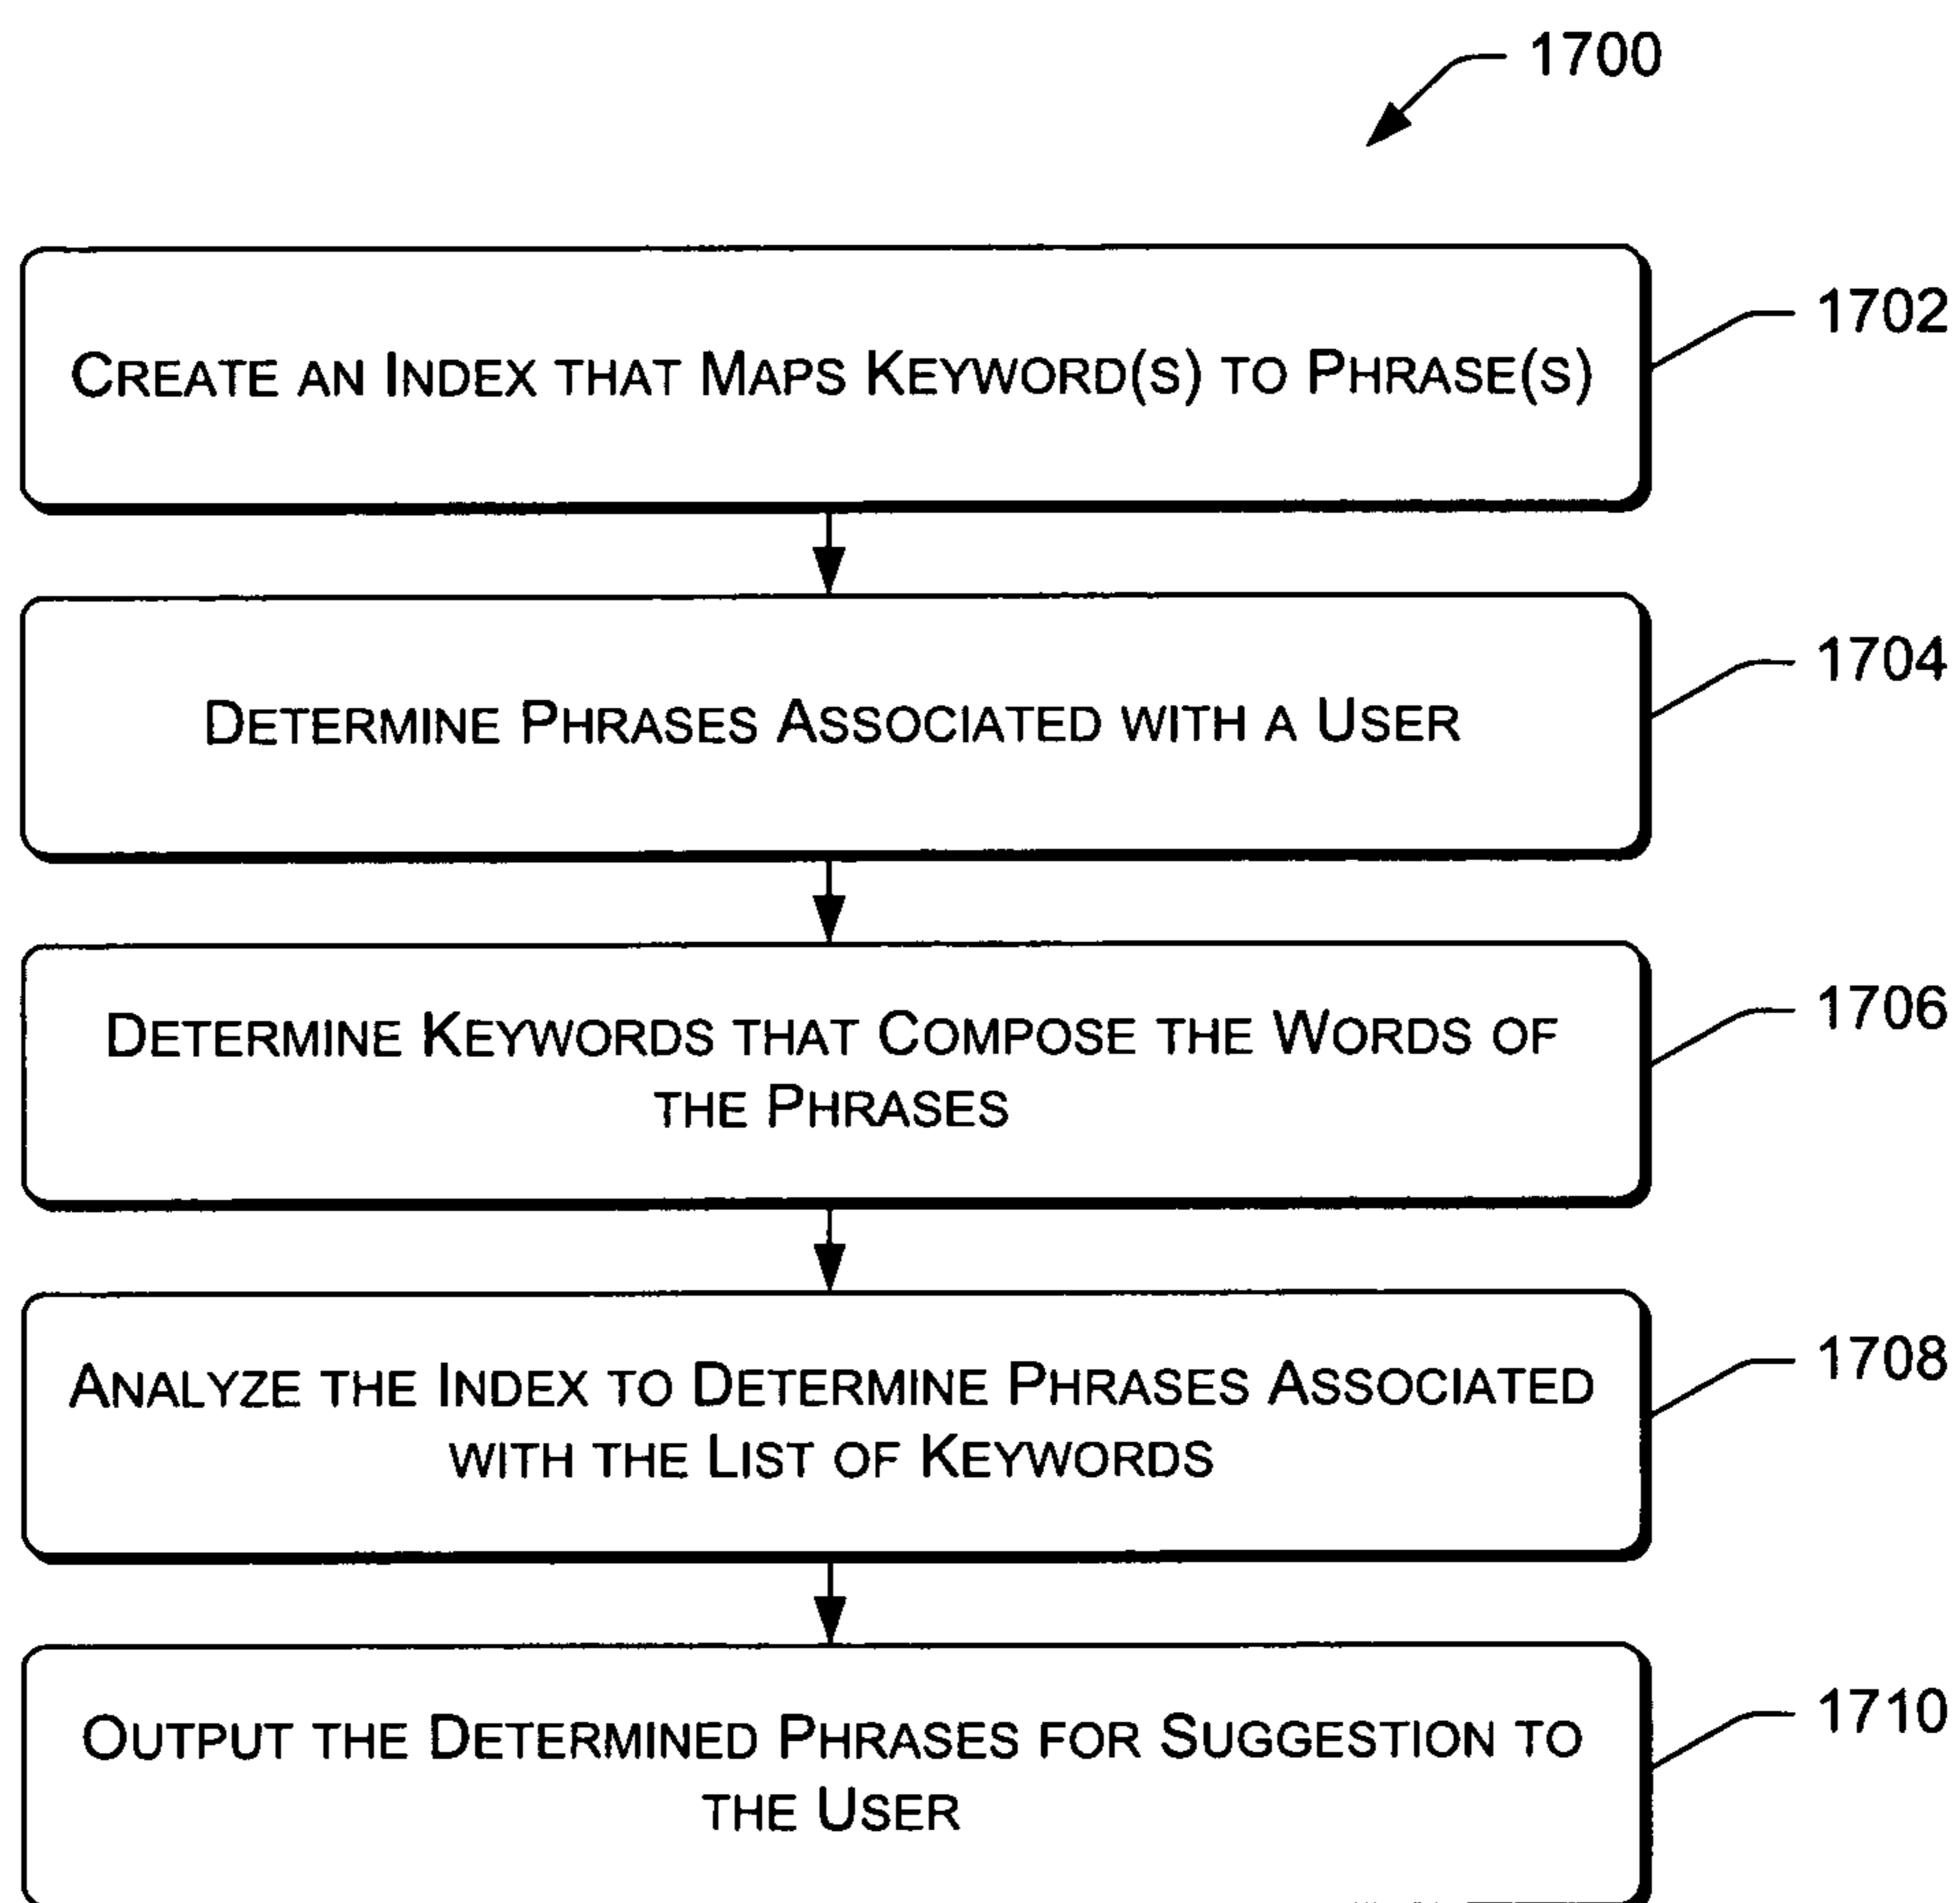 1700
CREATE AN INDEX THAT MAPS KEYWORD(S) TO PHRASE(S)
1702
DETERMINE PHRASES ASSOCIATED WITH A USER
1704
DETERMINE KEYWORDS THAT COMPOSE THE WORDS OF
THE PHRASES
1706
ANALYZE THE INDEX TO DETERMINE PHRASES ASSOCIATED
WITH THE LIST OF KEYWORDS
1708
OUTPUT THE DETERMINED PHRASES FOR SUGGESTION TO
THE USER
1710